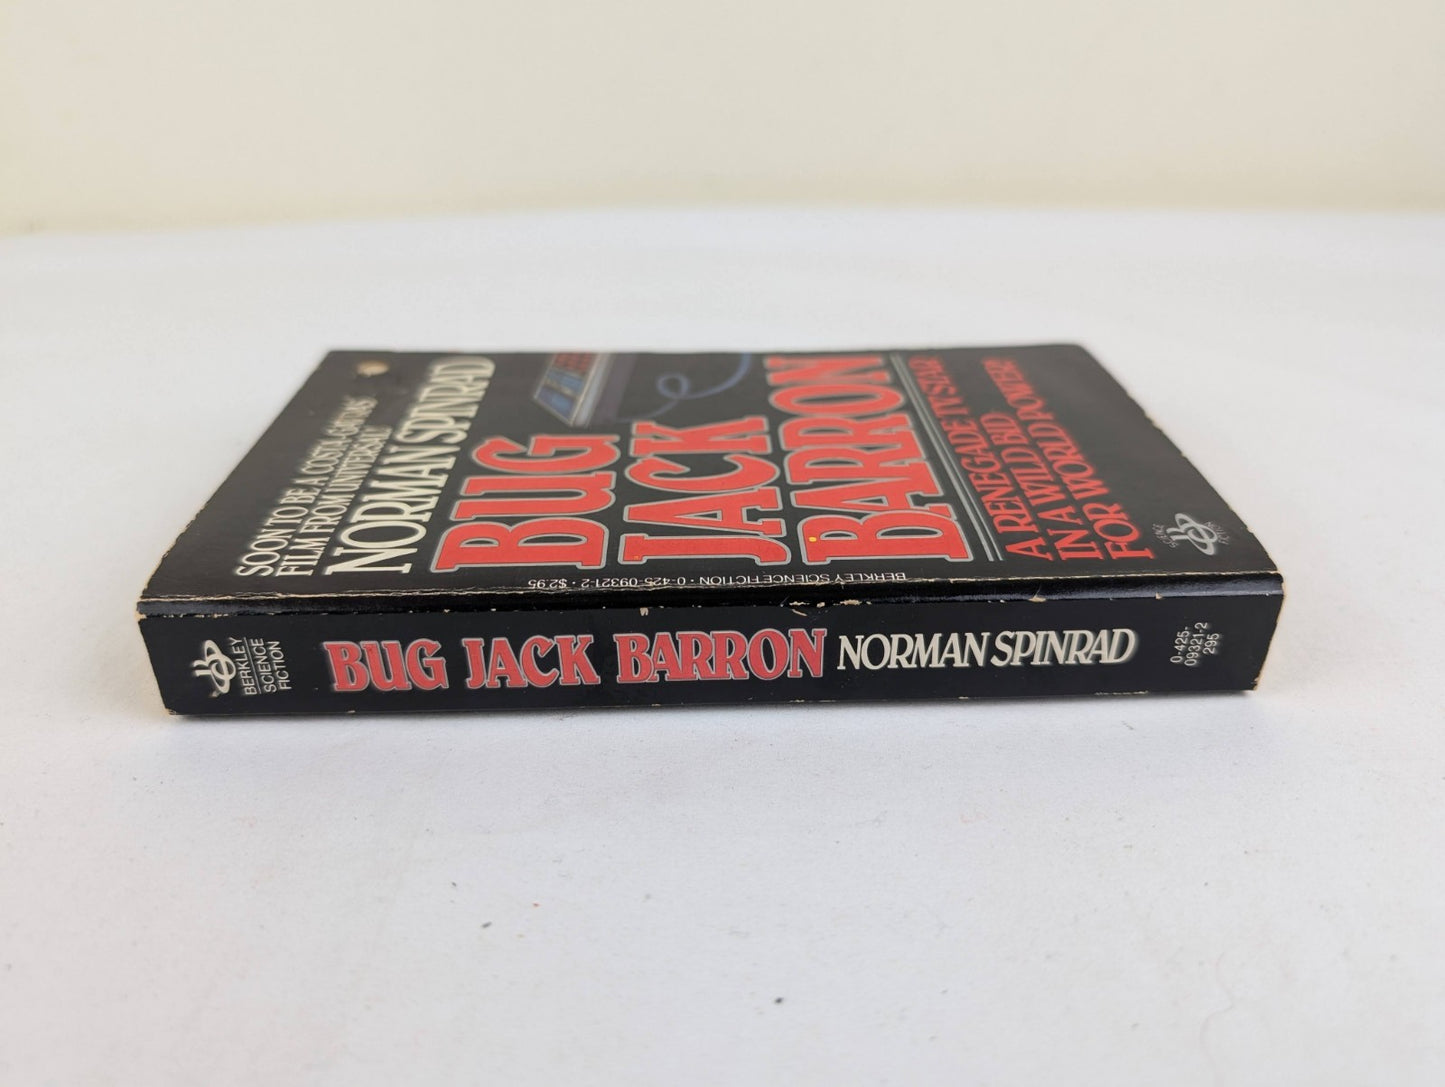 SOON TO BE A COSTA-GAVRAS
FILM FROM UNIVERSAL!
NORMAN SPINRAD
BUG
JACK
BARRON
A RENEGADE TV STAR
IN A WILD BID
FOR WORLD POWER!
SCIENCE
FICTION
BERKLEY SCIENCE FICTION • 0-425-09321-2 • $2.95
BERKLEY
SCIENCE
FICTION
BUG JACK BARRON NORMAN SPINRAD
0-425-
09321-2
295